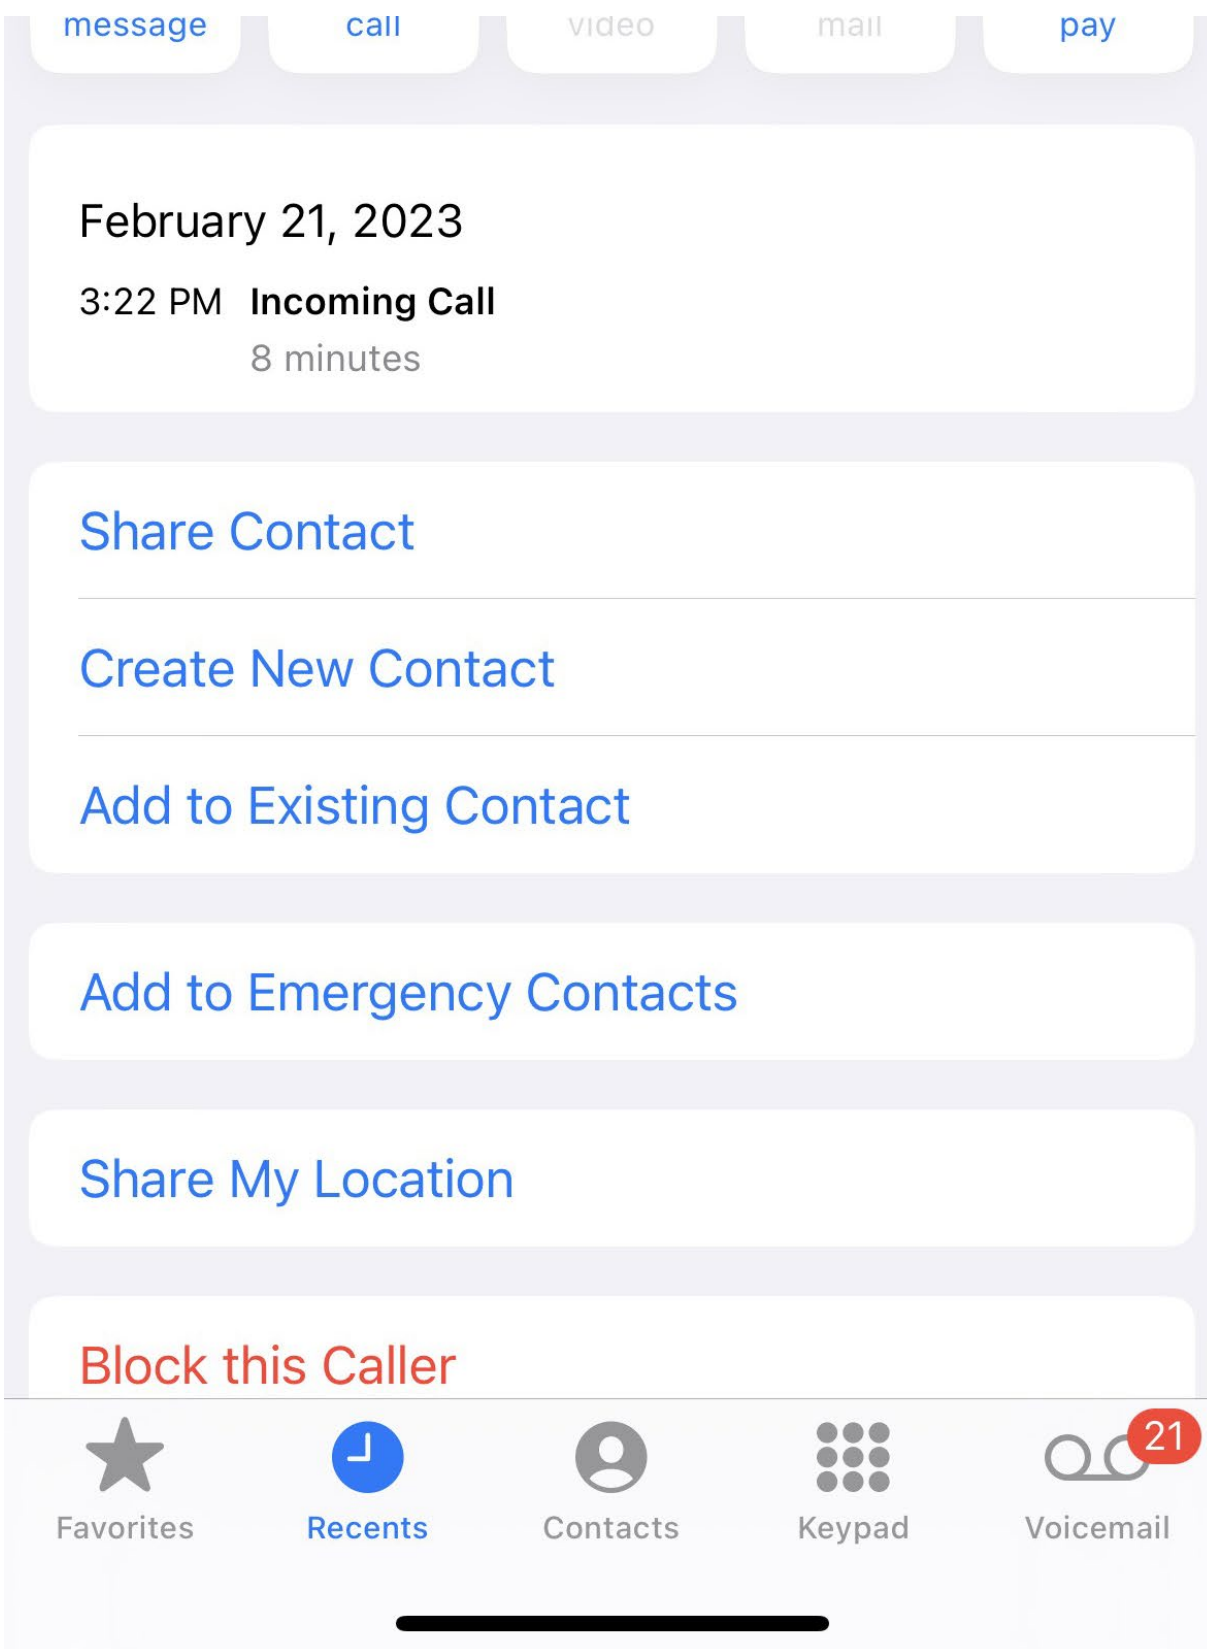 message call video mail pay
February 21, 2023
3:22 PM Incoming Call
8 minutes
Share Contact
Create New Contact
Add to Existing Contact
Add to Emergency Contacts
Share My Location
Block this Caller
21
Favorites Recents Contacts Keypad Voicemail